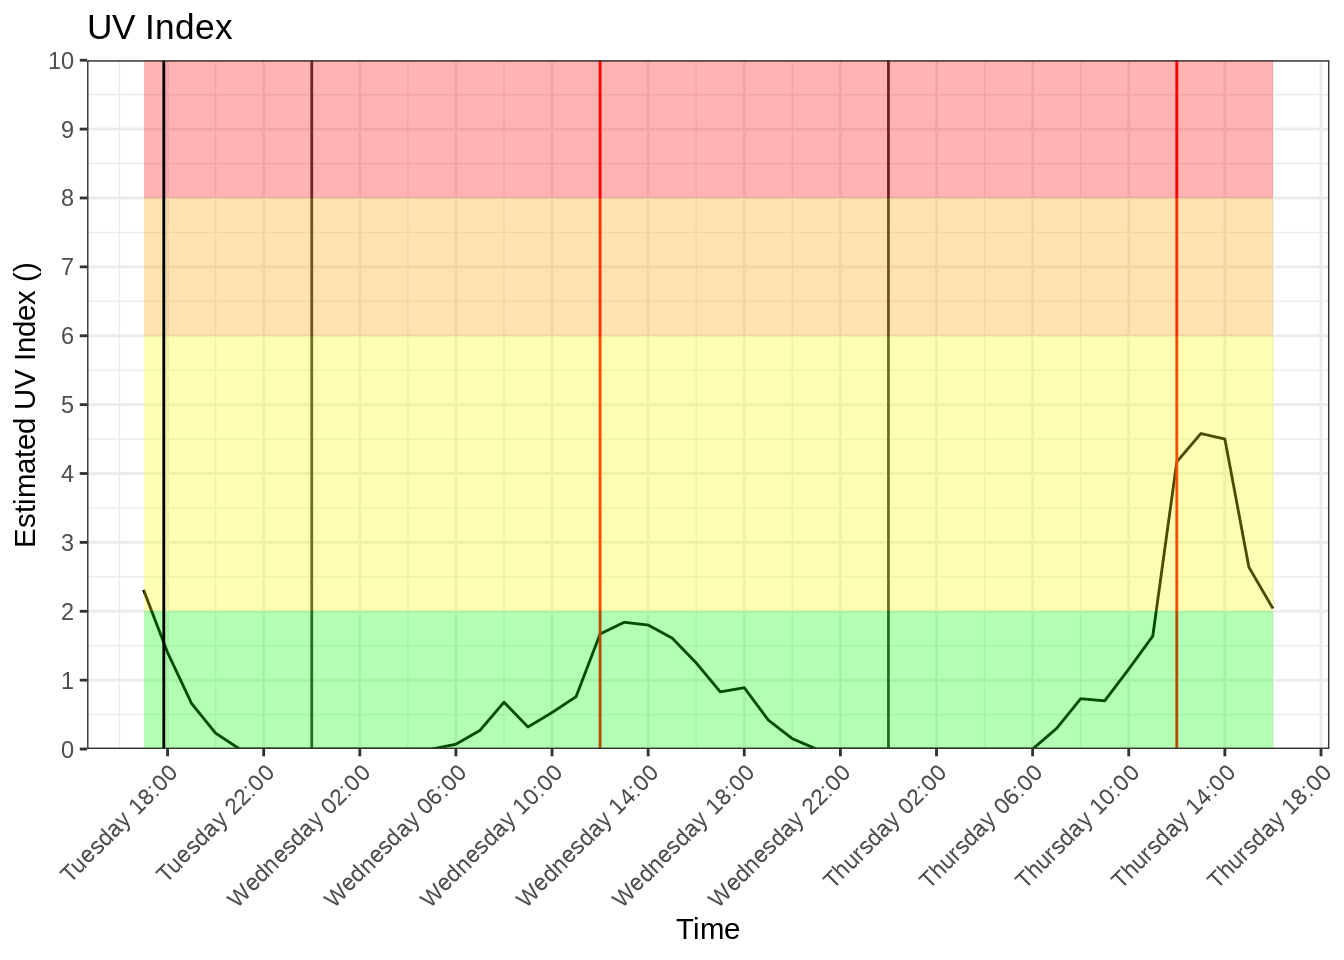 UV Index
Estimated UV Index ()
10
9
8
7
6
5
4
3
2
1
0
Tuesday 18:00
Tuesday 22:00
Wednesday 02:00
Wednesday 06:00
Wednesday 10:00
Wednesday 14:00
Wednesday 18:00
Wednesday 22:00
Thursday 02:00
Thursday 06:00
Thursday 10:00
Thursday 14:00
Thursday 18:00
Time